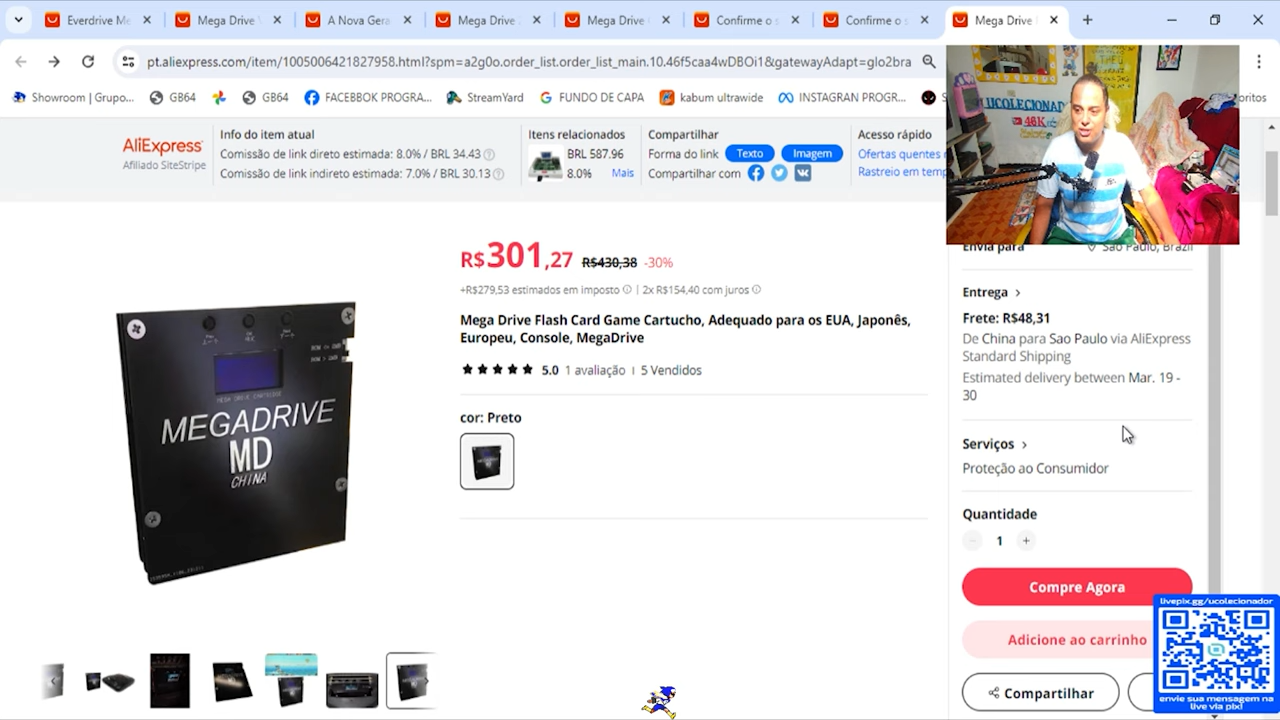 Everdrive Me
Mega Drive
A Nova Gera
Mega Drive
Mega Drive
Confirme o s
Confirme o s
Mega Drive
pt.aliexpress.com/item/1005006421827958.html?spm=a2g0o.order_list.order_list_main.10.46f5caa4wDBOi1&gatewayAdapt=glo2bra
Showroom | Grupo...
GB64
GB64
FACEBBOK PROGRA...
StreamYard
FUNDO DE CAPA
kabum ultrawide
INSTAGRAN PROGR...
oritos
UCOLECIONAD
AliExpress
Afiliado SiteStripe
Info do item atual
Comissão de link direto estimada: 8.0% / BRL 34.43
Comissão de link indireto estimada: 7.0% / BRL 30.13
Itens relacionados
BRL 587.96
8.0%
Mais
Compartilhar
Forma do link
Texto
Imagem
Compartilhar com
Acesso rápido
Ofertas quentes
Rastreio em temp
R$301,27 R$430,38 -30%
+R$279,53 estimados em imposto | 2x R$154,40 com juros
Mega Drive Flash Card Game Cartucho, Adequado para os EUA, Japonês,
Europeu, Console, MegaDrive
5.0 1 avaliação | 5 Vendidos
cor: Preto
MEGADRIVE
MD
CHINA
Envia para
Sao Paulo, Brazil
Entrega
Frete: R$48,31
De China para Sao Paulo via AliExpress
Standard Shipping
Estimated delivery between Mar. 19 -
30
Serviços
Proteção ao Consumidor
Quantidade
- 1 +
Compre Agora
Adicione ao carrinho
Compartilhar
livepix.gg/ucolecionador
envie sua mensagem na
live via pix!